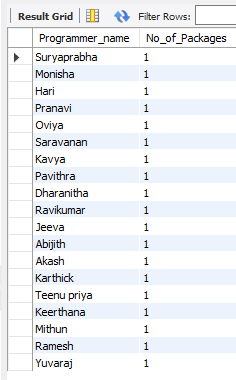 Result Grid Filter Rows:
Programmer_name No_of_Packages
Suryaprabha 1
Monisha 1
Hari 1
Pranavi 1
Oviya 1
Saravanan 1
Kavya 1
Pavithra 1
Dharanitha 1
Ravikumar 1
Jeeva 1
Abijith 1
Akash 1
Karthick 1
Teenu priya 1
Keerthana 1
Mithun 1
Ramesh 1
Yuvaraj 1